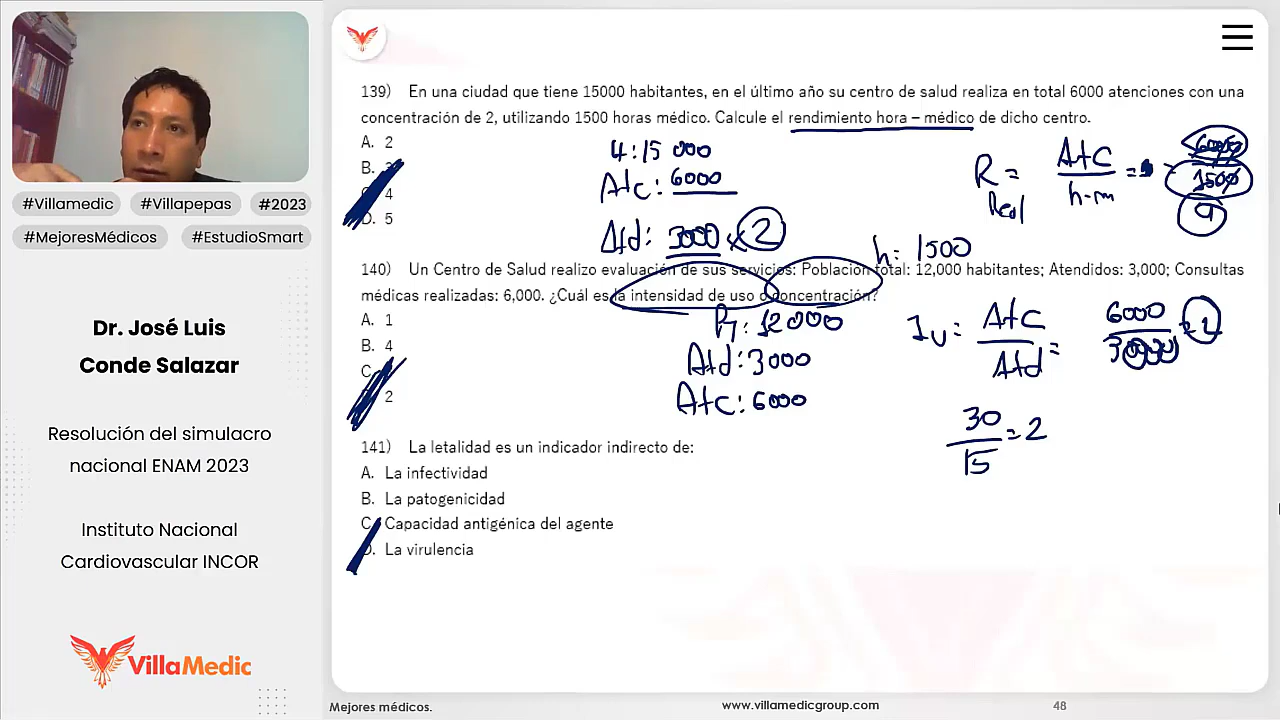 #Villamedic #Villapepas #2023
#MejoresMédicos #EstudioSmart
Dr. José Luis
Conde Salazar
Resolución del simulacro
nacional ENAM 2023
Instituto Nacional
Cardiovascular INCOR
VillaMedic
139) En una ciudad que tiene 15000 habitantes, en el último año su centro de salud realiza en total 6000 atenciones con una
concentración de 2, utilizando 1500 horas médico. Calcule el rendimiento hora – médico de dicho centro.
A. 2
B. 3
4
D. 5
4:15 000
Atc: 6000
Atd: 3000 x 2
h: 1500
R = Atc =
Real h-m
6000
1500
140) Un Centro de Salud realizo evaluación de sus servicios: Población total: 12,000 habitantes; Atendidos: 3,000; Consultas
médicas realizadas: 6,000. ¿Cuál es la intensidad de uso o concentración?
A. 1
B. 4
C.
2
PT: 12000
Atd: 3000
Atc: 6000
Iu = Atc
Atd =
6000
30
15 = 2
141) La letalidad es un indicador indirecto de:
A. La infectividad
B. La patogenicidad
C. Capacidad antigénica del agente
D. La virulencia
Mejores médicos. www.villamedicgroup.com 48